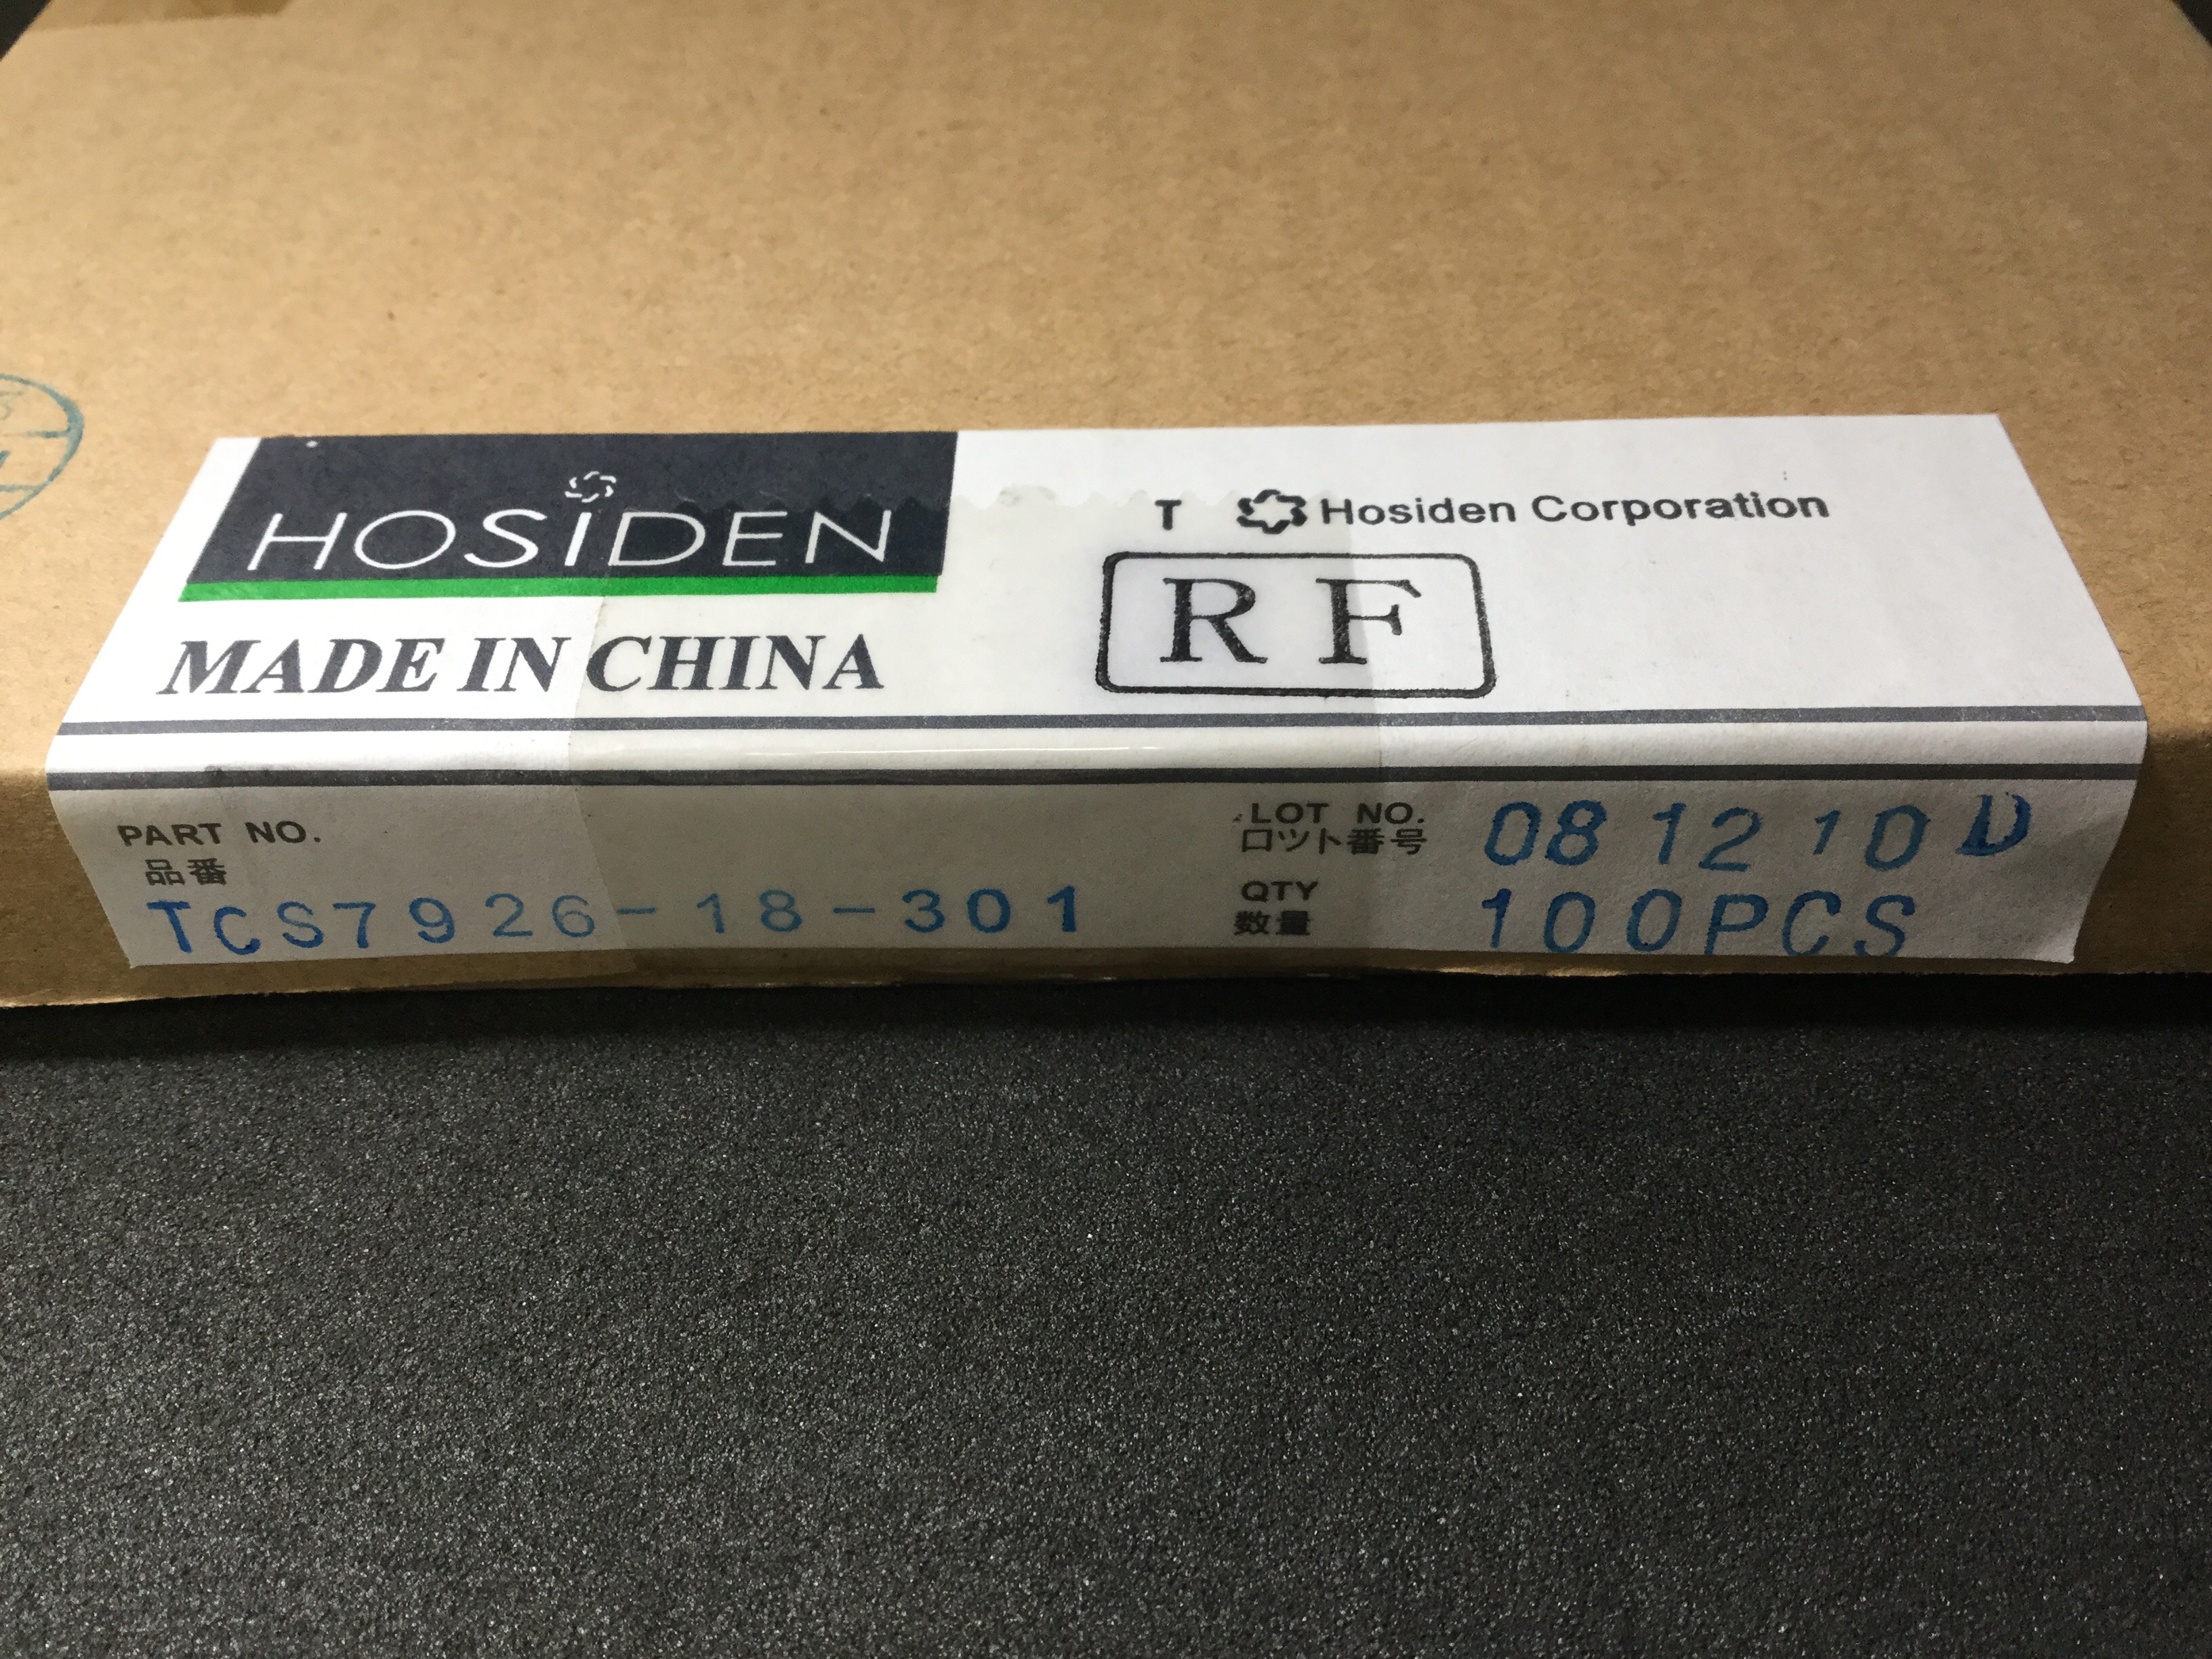 HOSiDEN
MADE IN CHINA
T Hosiden Corporation
RF
PART NO.
品番
TCS7926-18-301
LOT NO.
ロット番号
081210D
QTY
数量
100PCS